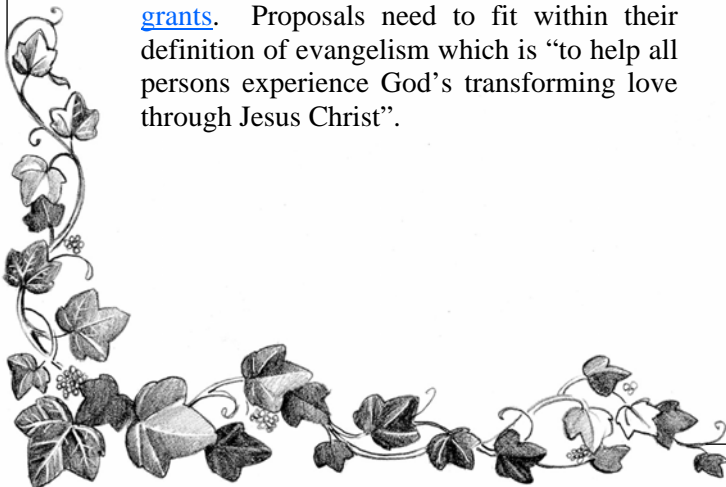 grants. Proposals need to fit within their
definition of evangelism which is “to help all
persons experience God’s transforming love
through Jesus Christ”.